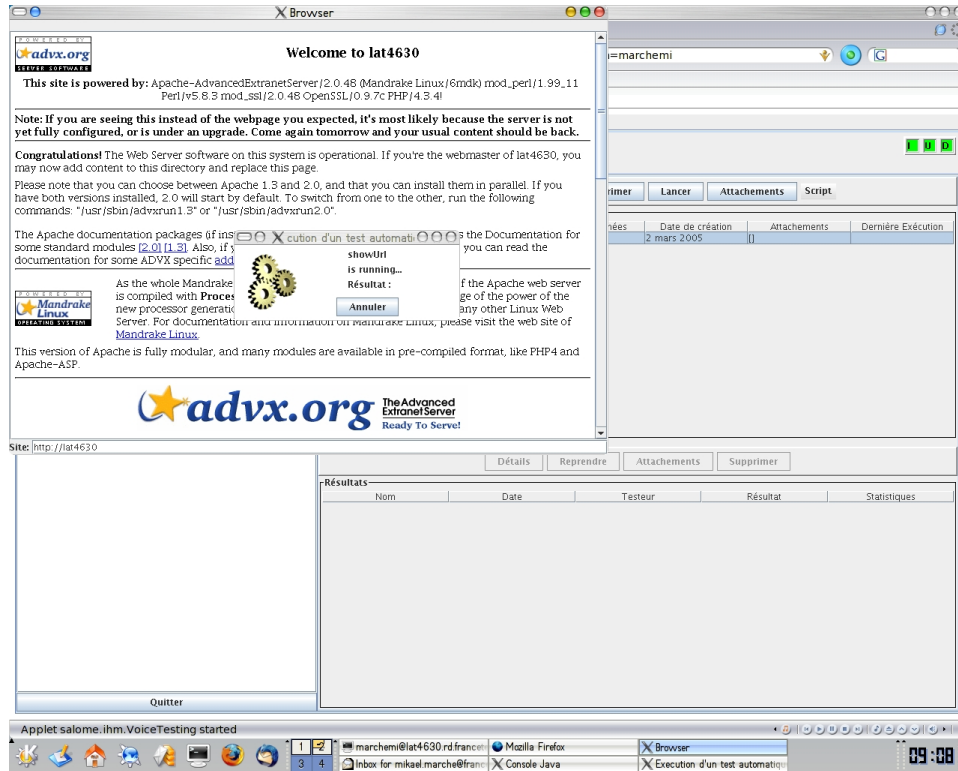 X Browser
POWERED BY
advx.org
SERVER SOFTWARE
Welcome to lat4630
This site is powered by: Apache-AdvancedExtranetServer/2.0.48 (Mandrake Linux/6mdk) mod_perl/1.99_11
Perl/v5.8.3 mod_ssl/2.0.48 OpenSSL/0.9.7c PHP/4.3.4!
Note: If you are seeing this instead of the webpage you expected, it's most likely because the server is not
yet fully configured, or is under an upgrade. Come again tomorrow and your usual content should be back.
Congratulations! The Web Server software on this system is operational. If you're the webmaster of lat4630, you
may now add content to this directory and replace this page.
Please note that you can choose between Apache 1.3 and 2.0, and that you can install them in parallel. If you
have both versions installed, 2.0 will start by default. To switch from one to the other, run the following
commands: "/usr/sbin/advxrun1.3" or "/usr/sbin/advxrun2.0".
The Apache documentation packages (if ins
s the Documentation for
some standard modules [2.0] [1.3]. Also, if y
you can read the
documentation for some ADVX specific add
X cution d'un test automati
showUrl
is running...
Résultat :
Annuler
POWERED BY
Mandrake
Linux
OPERATING SYSTEM
As the whole Mandrake
f the Apache web server
is compiled with Proces
ge of the power of the
new processor generatio
any other Linux Web
Server. For documentation and information on Mandrake Linux, please visit the web site of
Mandrake Linux.
This version of Apache is fully modular, and many modules are available in pre-compiled format, like PHP4 and
Apache-ASP.
advx.org
The Advanced
Extranet Server
Ready To Serve!
Site: http://lat4630
=marchemi
G
I U D
rimer
Lancer
Attachements
Script
nées
Date de création
Attachements
Dernière Exécution
2 mars 2005
[]
Détails
Reprendre
Attachements
Supprimer
Résultats
Nom
Date
Testeur
Résultat
Statistiques
Quitter
Applet salome.ihm.VoiceTesting started
1 2
3 4
marchemi@lat4630.rd.francet
Mozilla Firefox
X Browser
Inbox for mikael.marche@franc
X Console Java
X Execution d'un test automatique
09:08